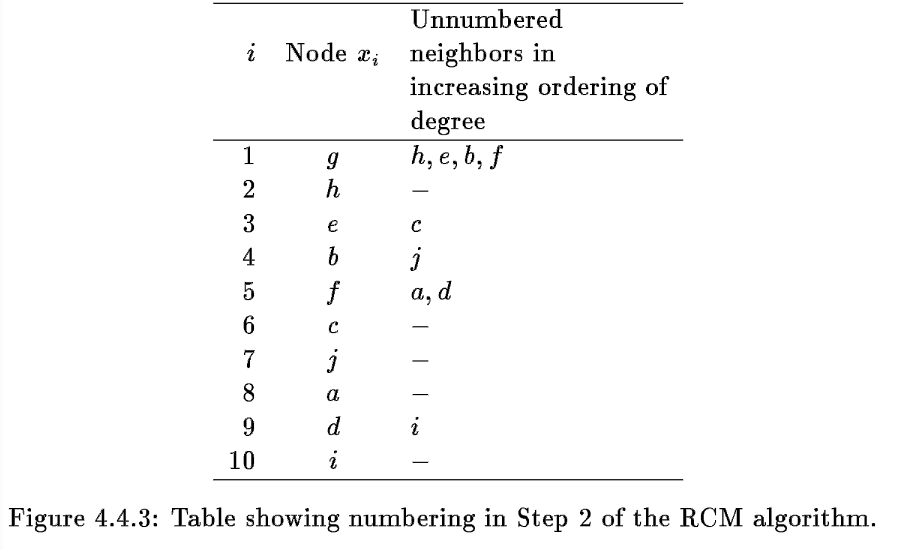 Unnumbered
i Node x_i neighbors in
increasing ordering of
degree
1 g h, e, b, f
2 h −
3 e c
4 b j
5 f a, d
6 c −
7 j −
8 a −
9 d i
10 i −
Figure 4.4.3: Table showing numbering in Step 2 of the RCM algorithm.